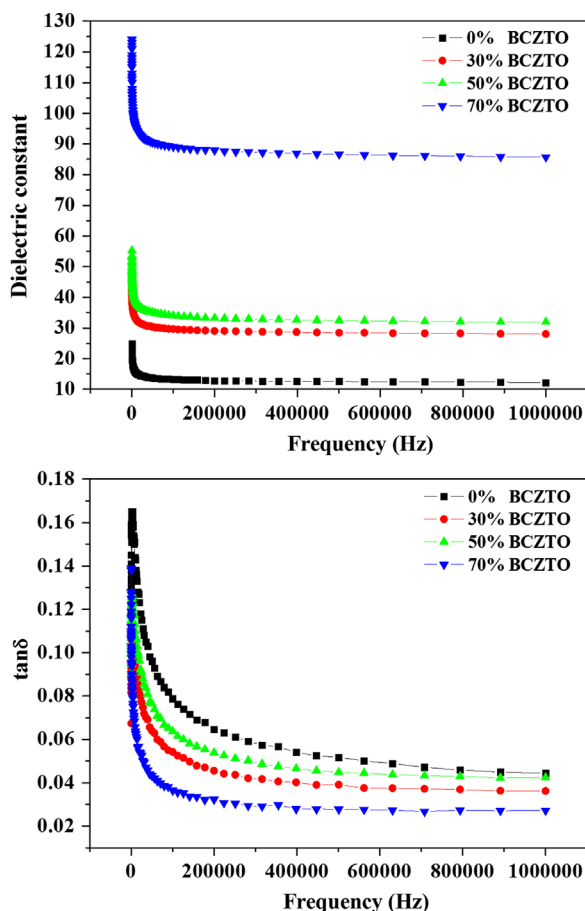 130
120
110
100
90
80
70
60
50
40
30
20
10
Dielectric constant
0% BCZTO
30% BCZTO
50% BCZTO
70% BCZTO
0 200000 400000 600000 800000 1000000
Frequency (Hz)
0.18
0.16
0.14
0.12
0.10
0.08
0.06
0.04
0.02
tanδ
0% BCZTO
30% BCZTO
50% BCZTO
70% BCZTO
0 200000 400000 600000 800000 1000000
Frequency (Hz)